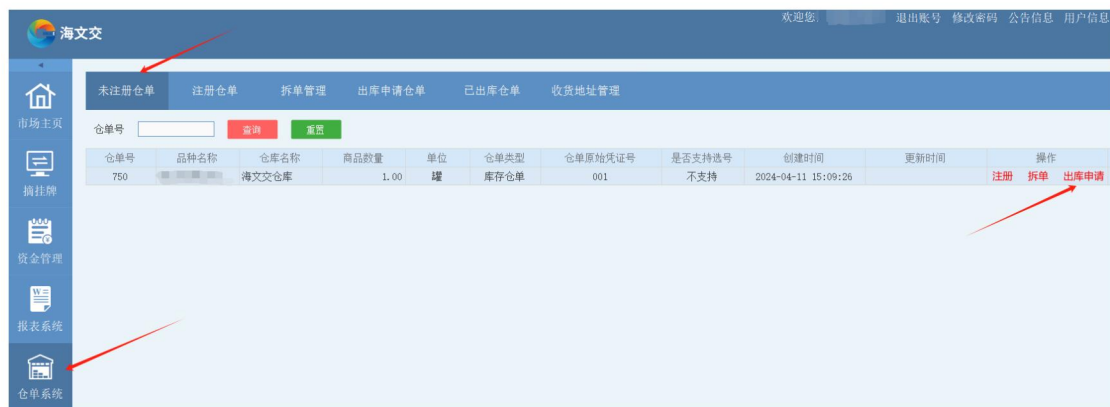 欢迎您: 退出账号 修改密码 公告信息 用户信息
海文交
未注册仓单 注册仓单 拆单管理 出库申请仓单 已出库仓单 收货地址管理
市场主页
仓单号 查询 重置
仓单号 品种名称 仓库名称 商品数量 单位 仓单类型 仓单原始凭证号 是否支持选号 创建时间 更新时间 操作
750 海文交仓库 1.00 罐 库存仓单 001 不支持 2024-04-11 15:09:26 注册 拆单 出库申请
摘挂牌
资金管理
报表系统
仓单系统